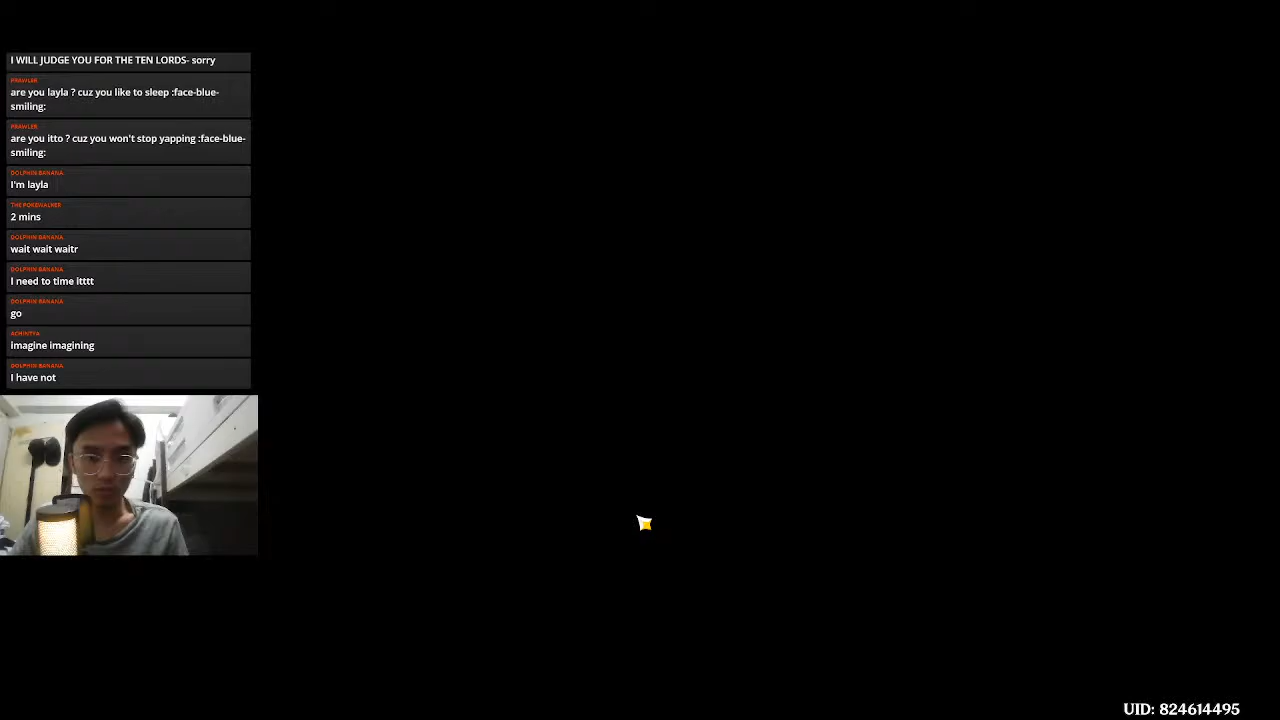 I WILL JUDGE YOU FOR THE TEN LORDS- sorry
PRAWLER
are you layla ? cuz you like to sleep :face-blue-
smiling:
PRAWLER
are you itto ? cuz you won't stop yapping :face-blue-
smiling:
DOLPHIN BANANA
I'm layla
THE POKEWALKER
2 mins
DOLPHIN BANANA
wait wait waitr
DOLPHIN BANANA
I need to time itttt
DOLPHIN BANANA
go
ACHINTYA
imagine imagining
DOLPHIN BANANA
I have not
UID: 824614495